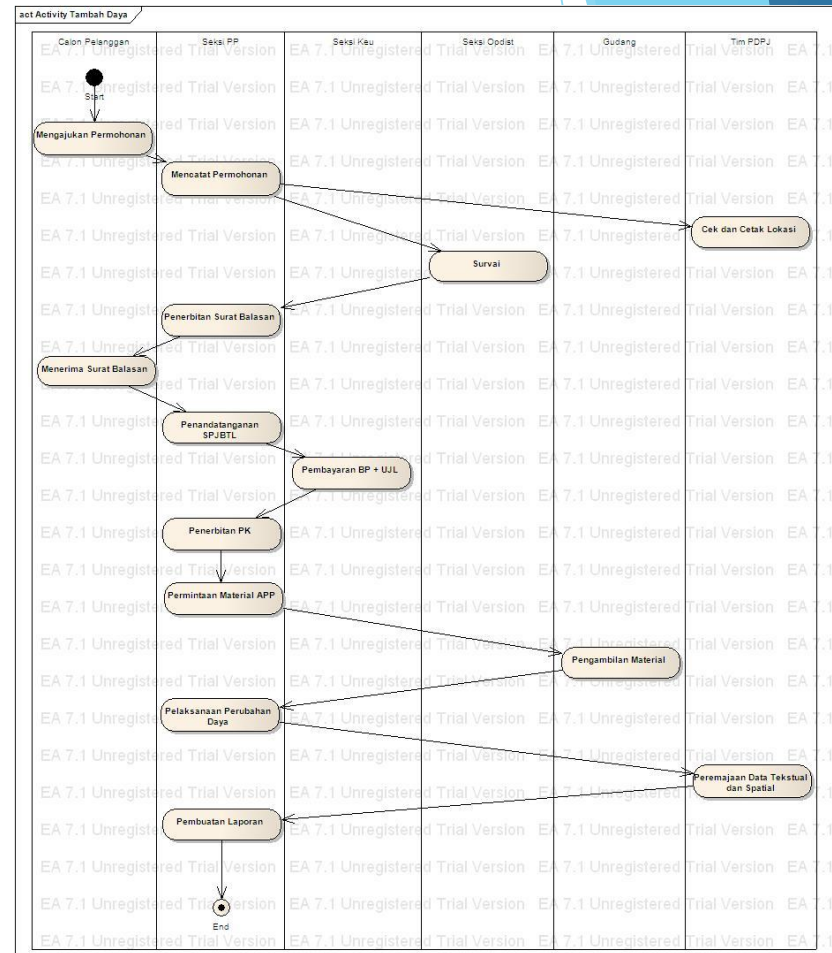 act Activity Tambah Daya
Calon Pelanggan
Seksi PP
Seksi Keu
Seksi Opdist
Gudang
Tim PDPJ
Start
Mengajukan Permohonan
Mencatat Permohonan
Cek dan Cetak Lokasi
Survai
Penerbitan Surat Balasan
Menerima Surat Balasan
Penandatanganan
SPJBTL
Pembayaran BP + UJL
Penerbitan PK
Permintaan Material APP
Pengambilan Material
Pelaksanaan Perubahan
Daya
Peremajaan Data Tekstual
dan Spatial
Pembuatan Laporan
End
EA 7.1 Unregistered Trial Version